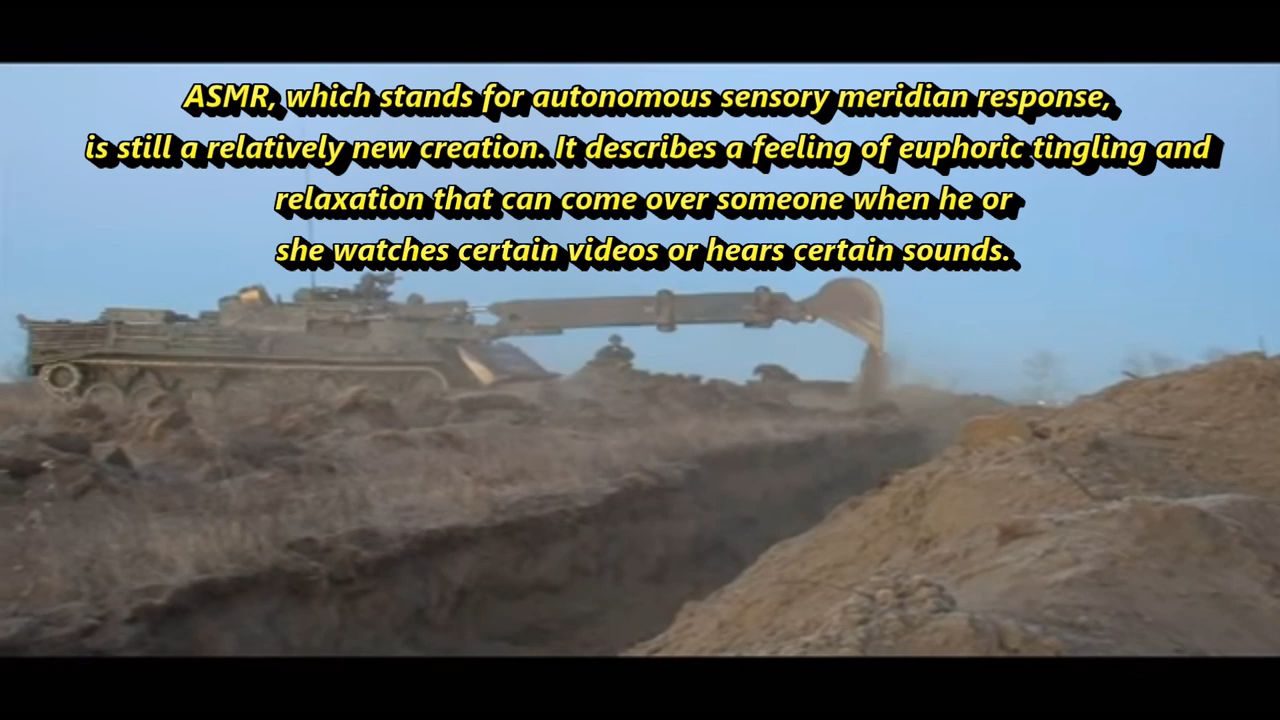 ASMR, which stands for autonomous sensory meridian response,
is still a relatively new creation. It describes a feeling of euphoric tingling and
relaxation that can come over someone when he or
she watches certain videos or hears certain sounds.